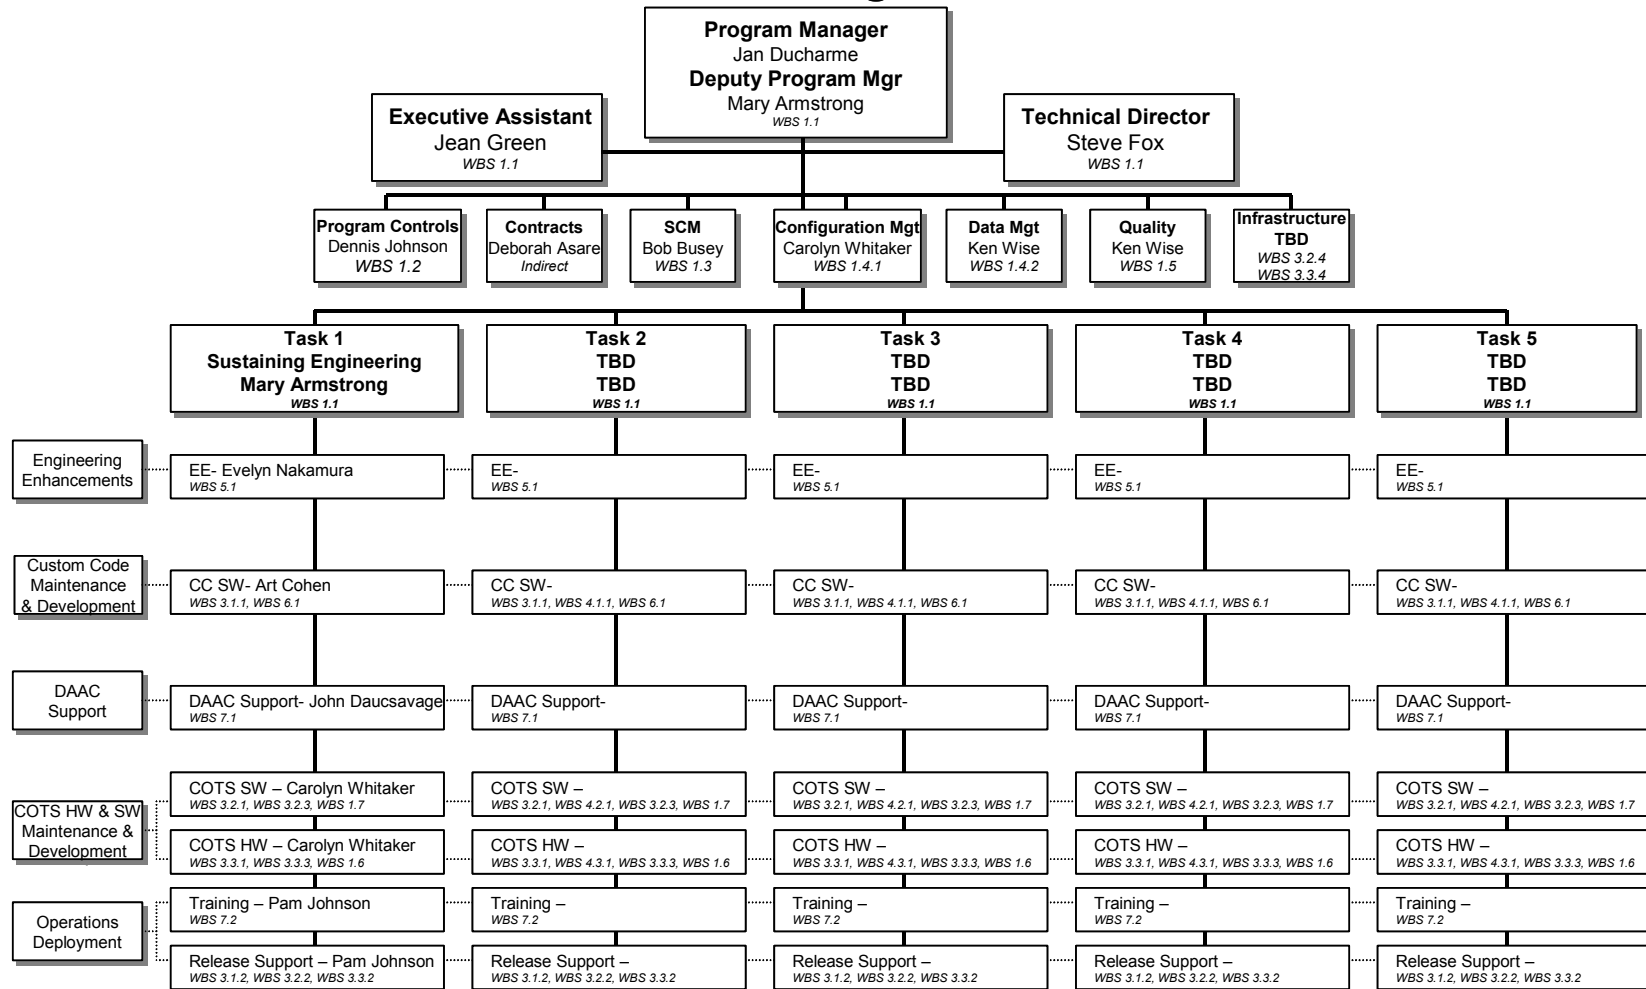 Program Manager
Jan Ducharme
Deputy Program Mgr
Mary Armstrong
WBS 1.1
Executive Assistant
Jean Green
WBS 1.1
Technical Director
Steve Fox
WBS 1.1
Program Controls
Dennis Johnson
WBS 1.2
Contracts
Deborah Asare
Indirect
SCM
Bob Busey
WBS 1.3
Configuration Mgt
Carolyn Whitaker
WBS 1.4.1
Data Mgt
Ken Wise
WBS 1.4.2
Quality
Ken Wise
WBS 1.5
Infrastructure
TBD
WBS 3.2.4
WBS 3.3.4
Task 1
Sustaining Engineering
Mary Armstrong
WBS 1.1
Task 2
TBD
TBD
WBS 1.1
Task 3
TBD
TBD
WBS 1.1
Task 4
TBD
TBD
WBS 1.1
Task 5
TBD
TBD
WBS 1.1
Engineering
Enhancements
EE- Evelyn Nakamura
WBS 5.1
EE-
WBS 5.1
EE-
WBS 5.1
EE-
WBS 5.1
EE-
WBS 5.1
Custom Code
Maintenance
& Development
CC SW- Art Cohen
WBS 3.1.1, WBS 6.1
CC SW-
WBS 3.1.1, WBS 4.1.1, WBS 6.1
CC SW-
WBS 3.1.1, WBS 4.1.1, WBS 6.1
CC SW-
WBS 3.1.1, WBS 4.1.1, WBS 6.1
CC SW-
WBS 3.1.1, WBS 4.1.1, WBS 6.1
DAAC
Support
DAAC Support- John Daucsavage
WBS 7.1
DAAC Support-
WBS 7.1
DAAC Support-
WBS 7.1
DAAC Support-
WBS 7.1
DAAC Support-
WBS 7.1
COTS HW & SW
Maintenance &
Development
COTS SW – Carolyn Whitaker
WBS 3.2.1, WBS 3.2.3, WBS 1.7
COTS SW –
WBS 3.2.1, WBS 4.2.1, WBS 3.2.3, WBS 1.7
COTS SW –
WBS 3.2.1, WBS 4.2.1, WBS 3.2.3, WBS 1.7
COTS SW –
WBS 3.2.1, WBS 4.2.1, WBS 3.2.3, WBS 1.7
COTS SW –
WBS 3.2.1, WBS 4.2.1, WBS 3.2.3, WBS 1.7
COTS HW – Carolyn Whitaker
WBS 3.3.1, WBS 3.3.3, WBS 1.6
COTS HW –
WBS 3.3.1, WBS 4.3.1, WBS 3.3.3, WBS 1.6
COTS HW –
WBS 3.3.1, WBS 4.3.1, WBS 3.3.3, WBS 1.6
COTS HW –
WBS 3.3.1, WBS 4.3.1, WBS 3.3.3, WBS 1.6
COTS HW –
WBS 3.3.1, WBS 4.3.1, WBS 3.3.3, WBS 1.6
Operations
Deployment
Training – Pam Johnson
WBS 7.2
Training –
WBS 7.2
Training –
WBS 7.2
Training –
WBS 7.2
Training –
WBS 7.2
Release Support – Pam Johnson
WBS 3.1.2, WBS 3.2.2, WBS 3.3.2
Release Support –
WBS 3.1.2, WBS 3.2.2, WBS 3.3.2
Release Support –
WBS 3.1.2, WBS 3.2.2, WBS 3.3.2
Release Support –
WBS 3.1.2, WBS 3.2.2, WBS 3.3.2
Release Support –
WBS 3.1.2, WBS 3.2.2, WBS 3.3.2